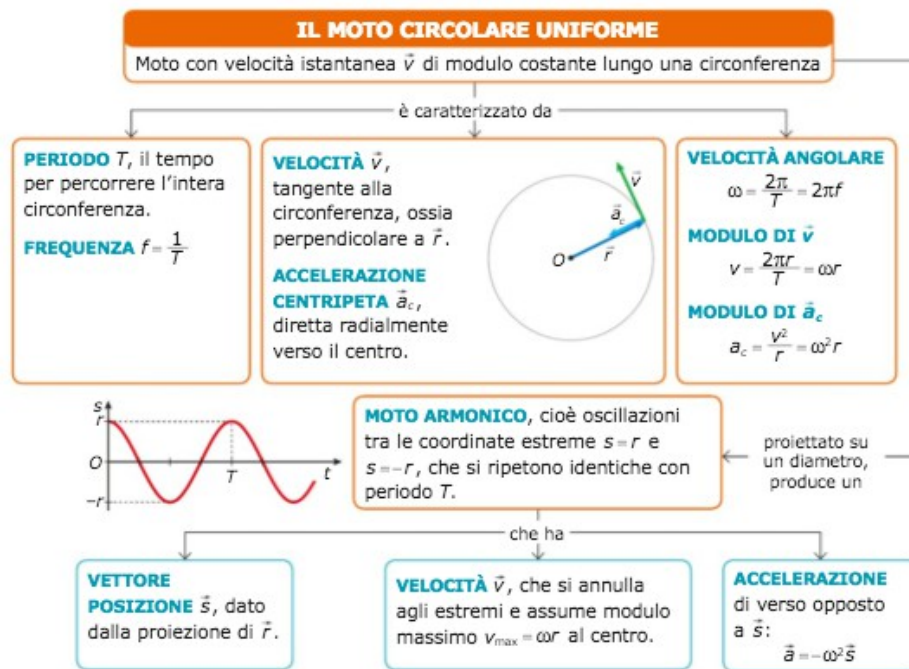 IL MOTO CIRCOLARE UNIFORME
Moto con velocità istantanea v⃗ di modulo costante lungo una circonferenza
è caratterizzato da
PERIODO T, il tempo
per percorrere l'intera
circonferenza.
FREQUENZA f = 1/T
VELOCITÀ v⃗,
tangente alla
circonferenza, ossia
perpendicolare a r⃗.
ACCELERAZIONE
CENTRIPETA a⃗c,
diretta radialmente
verso il centro.
v⃗
a⃗c
r⃗
O
VELOCITÀ ANGOLARE
ω = 2π/T = 2πf
MODULO DI v⃗
v = 2πr/T = ωr
MODULO DI a⃗c
ac = v²/r = ω²r
s
r
O
−r
T
t
MOTO ARMONICO, cioè oscillazioni
tra le coordinate estreme s=r e
s=−r, che si ripetono identiche con
periodo T.
proiettato su
un diametro,
produce un
che ha
VETTORE
POSIZIONE s⃗, dato
dalla proiezione di r⃗.
VELOCITÀ v⃗, che si annulla
agli estremi e assume modulo
massimo vmax = ωr al centro.
ACCELERAZIONE
di verso opposto
a s⃗:
a⃗ = −ω²s⃗